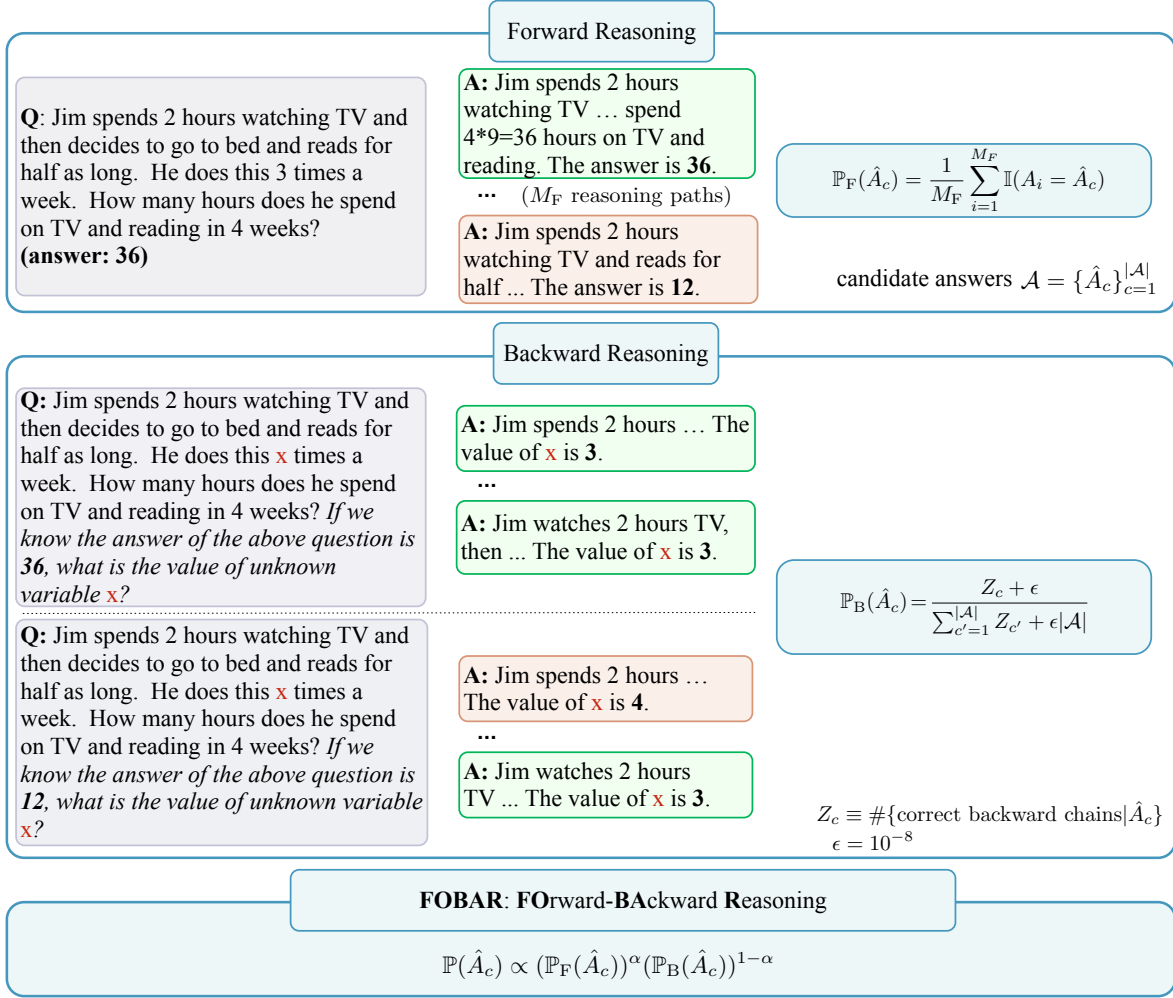 Forward Reasoning
Q: Jim spends 2 hours watching TV and
then decides to go to bed and reads for
half as long. He does this 3 times a
week. How many hours does he spend
on TV and reading in 4 weeks?
(answer: 36)
A: Jim spends 2 hours
watching TV … spend
4*9=36 hours on TV and
reading. The answer is 36.
... (M_F reasoning paths)
A: Jim spends 2 hours
watching TV and reads for
half ... The answer is 12.
ℙ_F(Â_c) = \frac{1}{M_F} \sum_{i=1}^{M_F} 𝕀(A_i = Â_c)
candidate answers 𝒜 = {Â_c}_{c=1}^{|𝒜|}
Backward Reasoning
Q: Jim spends 2 hours watching TV and
then decides to go to bed and reads for
half as long. He does this x times a
week. How many hours does he spend
on TV and reading in 4 weeks? If we
know the answer of the above question is
36, what is the value of unknown
variable x?
A: Jim spends 2 hours … The
value of x is 3.
...
A: Jim watches 2 hours TV,
then ... The value of x is 3.
Q: Jim spends 2 hours watching TV and
then decides to go to bed and reads for
half as long. He does this x times a
week. How many hours does he spend
on TV and reading in 4 weeks? If we
know the answer of the above question is
12, what is the value of unknown variable
x?
A: Jim spends 2 hours …
The value of x is 4.
...
A: Jim watches 2 hours
TV ... The value of x is 3.
ℙ_B(Â_c) = \frac{Z_c + ϵ}{\sum_{c'=1}^{|𝒜|} Z_{c'} + ϵ|𝒜|}
Z_c ≡ #{correct backward chains|Â_c}
ϵ = 10^{-8}
FOBAR: FOrward-BAckward Reasoning
ℙ(Â_c) ∝ (ℙ_F(Â_c))^α (ℙ_B(Â_c))^{1−α}